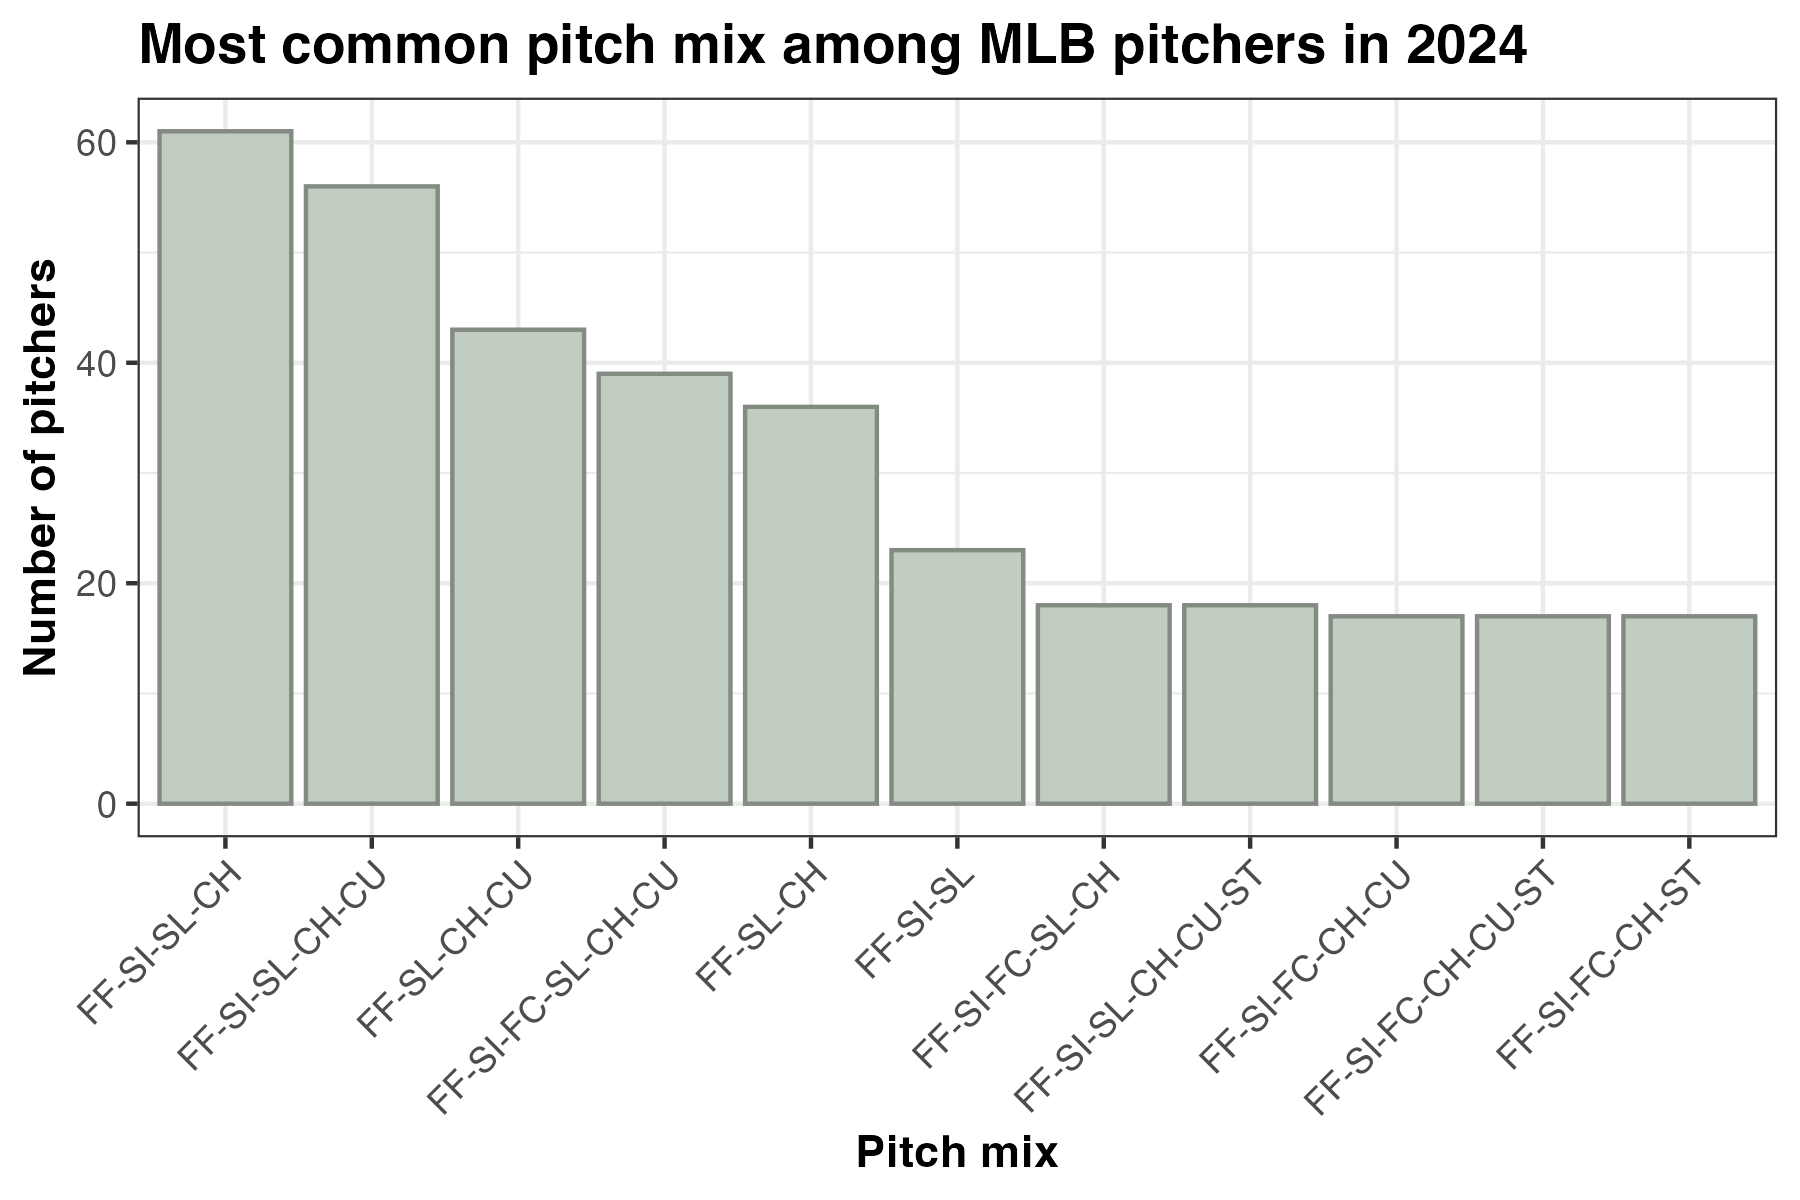 Most common pitch mix among MLB pitchers in 2024
Number of pitchers
60
40
20
0
FF-SI-SL-CH
FF-SI-SL-CH-CU
FF-SL-CH-CU
FF-SI-FC-SL-CH-CU
FF-SL-CH
FF-SI-SL
FF-SI-FC-SL-CH
FF-SI-SL-CH-CU-ST
FF-SI-FC-CH-CU
FF-SI-FC-CH-CU-ST
FF-SI-FC-CH-ST
Pitch mix